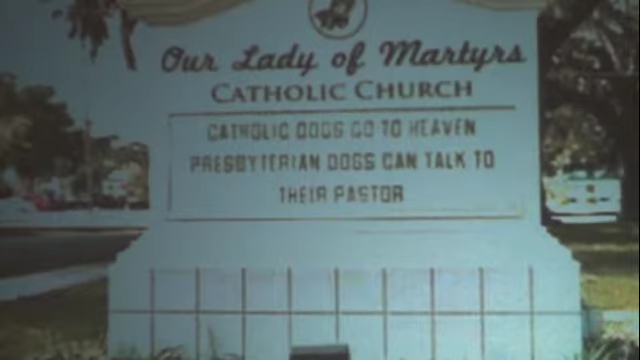 Our Lady of Martyrs
CATHOLIC CHURCH
CATHOLIC DOGS GO TO HEAVEN
PRESBYTERIAN DOGS CAN TALK TO
THEIR PASTOR